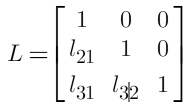 L = [ 1 0 0
l21 1 0
l31 l32 1 ]